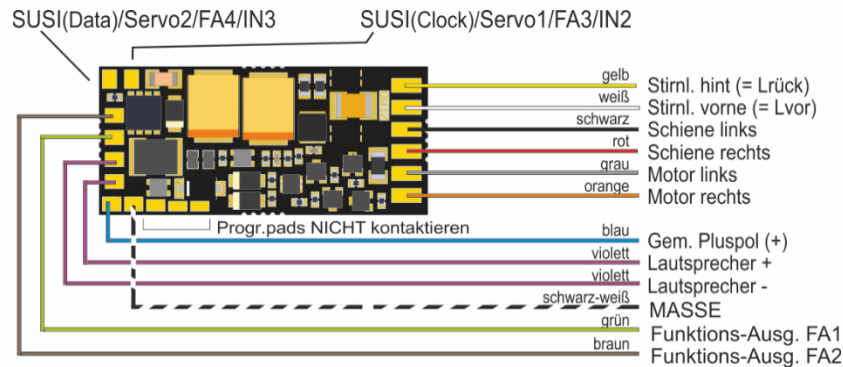 SUSI(Data)/Servo2/FA4/IN3
SUSI(Clock)/Servo1/FA3/IN2
gelb Stirnl. hint (= Lrück)
weiß Stirnl. vorne (= Lvor)
schwarz Schiene links
rot Schiene rechts
grau Motor links
orange Motor rechts
Progr.pads NICHT kontaktieren
blau Gem. Pluspol (+)
violett Lautsprecher +
violett Lautsprecher -
schwarz-weiß MASSE
grün Funktions-Ausg. FA1
braun Funktions-Ausg. FA2